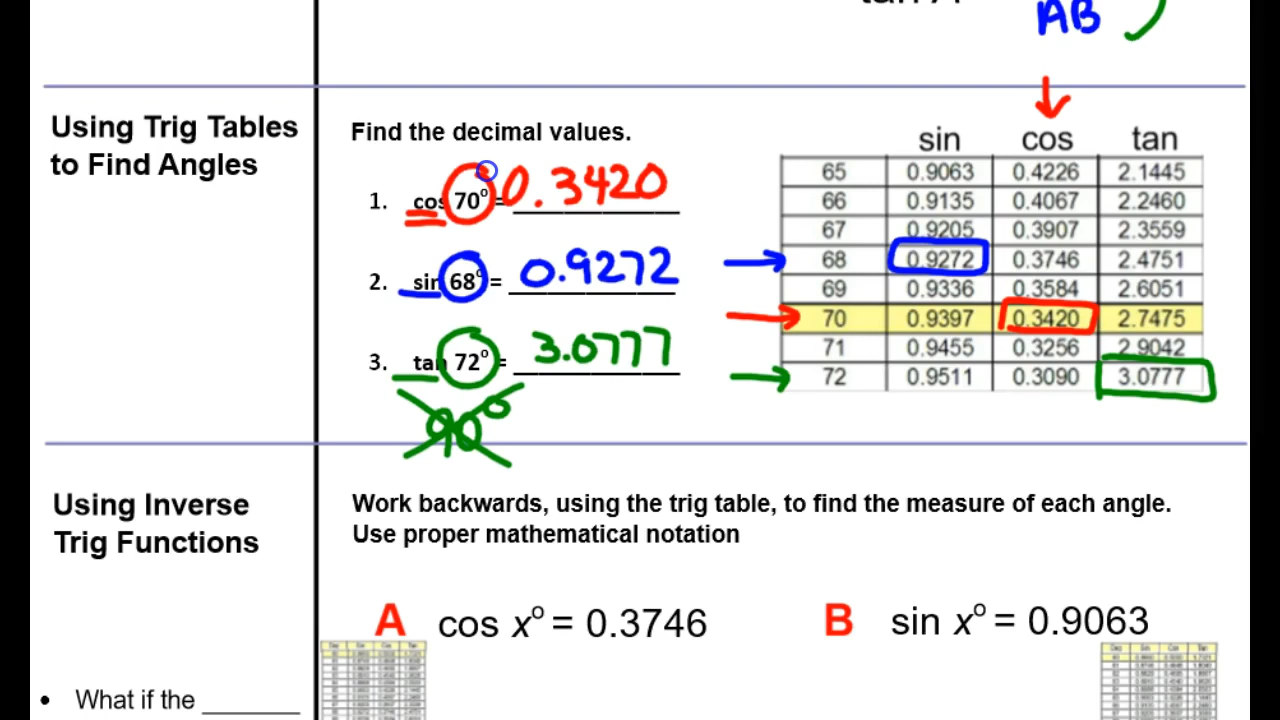 tan A
AB
Using Trig Tables
to Find Angles
Find the decimal values.
1. cos 70° = 0.3420
2. sin 68° = 0.9272
3. tan 72° = 3.0777
90°
sin cos tan
65 0.9063 0.4226 2.1445
66 0.9135 0.4067 2.2460
67 0.9205 0.3907 2.3559
68 0.9272 0.3746 2.4751
69 0.9336 0.3584 2.6051
70 0.9397 0.3420 2.7475
71 0.9455 0.3256 2.9042
72 0.9511 0.3090 3.0777
Using Inverse
Trig Functions
Work backwards, using the trig table, to find the measure of each angle.
Use proper mathematical notation
A cos x° = 0.3746
B sin x° = 0.9063
• What if the ________